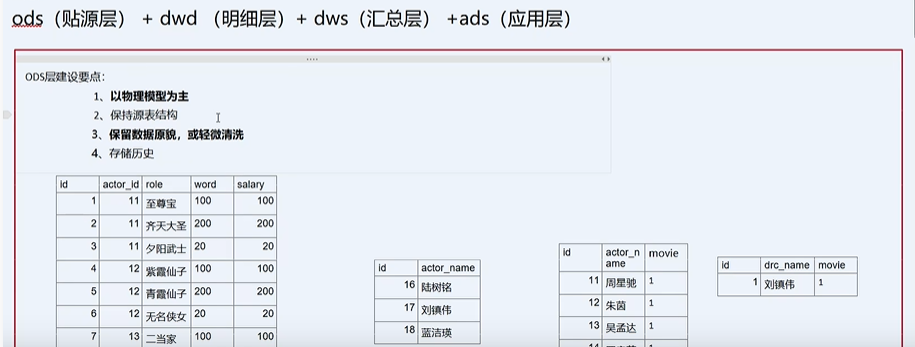 ods（贴源层） + dwd （明细层）+ dws（汇总层） +ads（应用层）
ODS层建设要点：
1、以物理模型为主
2、保持源表结构
3、保留数据原貌，或轻微清洗
4、存储历史
id actor_id role word salary
1 11 至尊宝 100 100
2 11 齐天大圣 200 200
3 11 夕阳武士 20 20
4 12 紫霞仙子 100 100
5 12 青霞仙子 200 200
6 12 无名侠女 20 20
7 13 二当家 100 100
id actor_name
16 陆树铭
17 刘镇伟
18 蓝洁瑛
id actor_n
ame movie
11 周星驰 1
12 朱茵 1
13 吴孟达 1
id drc_name movie
1 刘镇伟 1